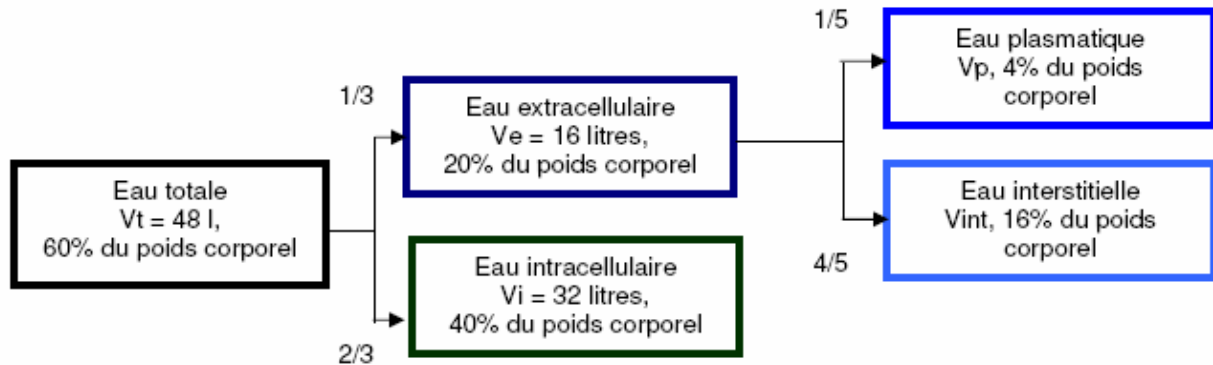 Eau totale
Vt = 48 l,
60% du poids corporel
1/3
Eau extracellulaire
Ve = 16 litres,
20% du poids corporel
2/3
Eau intracellulaire
Vi = 32 litres,
40% du poids corporel
1/5
Eau plasmatique
Vp, 4% du poids
corporel
4/5
Eau interstitielle
Vint, 16% du poids
corporel